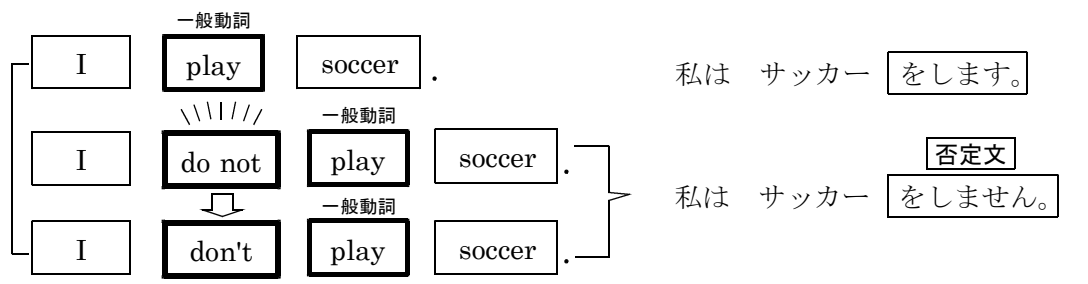 一般動詞
I play soccer . 私は サッカー をします。
一般動詞
I do not play soccer .
否定文
私は サッカー をしません。
一般動詞
I don't play soccer .